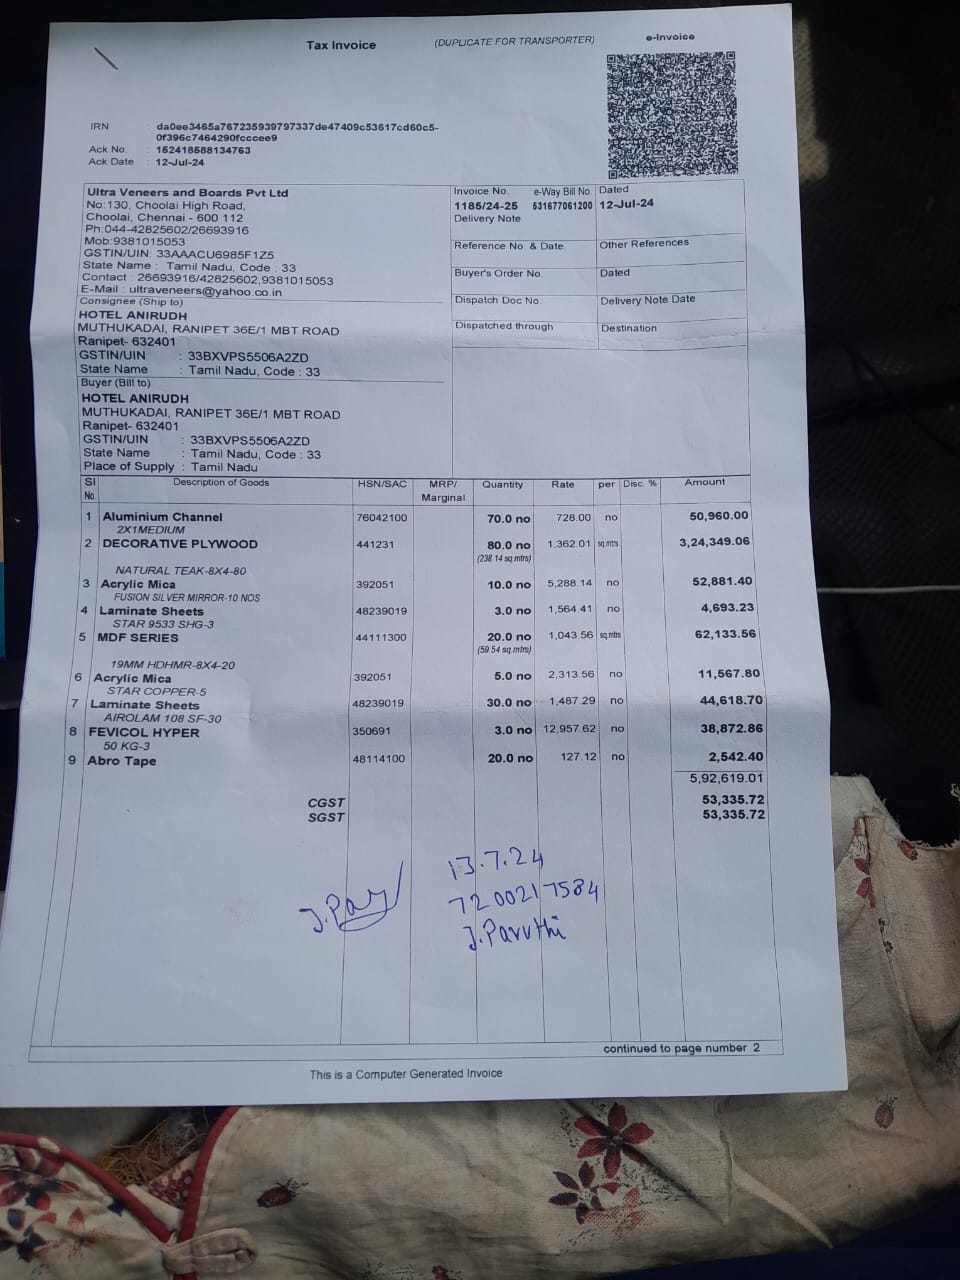 Tax Invoice (DUPLICATE FOR TRANSPORTER) e-Invoice
IRN : da0ee3465a767235939797337de47409c53617cd60c5-
0f396c7464290fcccee9
Ack No. : 152418588134763
Ack Date : 12-Jul-24
Ultra Veneers and Boards Pvt Ltd
No:130, Choolai High Road,
Choolai, Chennai - 600 112
Ph:044-42825602/26693916
Mob:9381015053
GSTIN/UIN: 33AAACU6985F1Z5
State Name : Tamil Nadu, Code : 33
Contact : 26693916/42825602,9381015053
E-Mail : ultraveneers@yahoo.co.in
Invoice No. e-Way Bill No. Dated
1185/24-25 531677061200 12-Jul-24
Delivery Note
Reference No. & Date. Other References
Buyer's Order No. Dated
Dispatch Doc No. Delivery Note Date
Dispatched through Destination
Consignee (Ship to)
HOTEL ANIRUDH
MUTHUKADAI, RANIPET 36E/1 MBT ROAD
Ranipet- 632401
GSTIN/UIN : 33BXVPS5506A2ZD
State Name : Tamil Nadu, Code : 33
Buyer (Bill to)
HOTEL ANIRUDH
MUTHUKADAI, RANIPET 36E/1 MBT ROAD
Ranipet- 632401
GSTIN/UIN : 33BXVPS5506A2ZD
State Name : Tamil Nadu, Code : 33
Place of Supply : Tamil Nadu
Sl No. Description of Goods HSN/SAC MRP/ Marginal Quantity Rate per Disc. % Amount
1 Aluminium Channel 76042100 70.0 no 728.00 no 50,960.00
2X1MEDIUM
2 DECORATIVE PLYWOOD 441231 80.0 no 1,362.01 sq.mtrs 3,24,349.06
(238.14 sq.mtrs)
NATURAL TEAK-8X4-80
3 Acrylic Mica 392051 10.0 no 5,288.14 no 52,881.40
FUSION SILVER MIRROR-10 NOS
4 Laminate Sheets 48239019 3.0 no 1,564.41 no 4,693.23
STAR 9533 SHG-3
5 MDF SERIES 44111300 20.0 no 1,043.56 sq.mtrs 62,133.56
(59.54 sq.mtrs)
19MM HDHMR-8X4-20
6 Acrylic Mica 392051 5.0 no 2,313.56 no 11,567.80
STAR COPPER-5
7 Laminate Sheets 48239019 30.0 no 1,487.29 no 44,618.70
AIROLAM 108 SF-30
8 FEVICOL HYPER 350691 3.0 no 12,957.62 no 38,872.86
50 KG-3
9 Abro Tape 48114100 20.0 no 127.12 no 2,542.40
5,92,619.01
CGST 53,335.72
SGST 53,335.72
13.7.24
7200217584
J.Paruthi
continued to page number 2
This is a Computer Generated Invoice